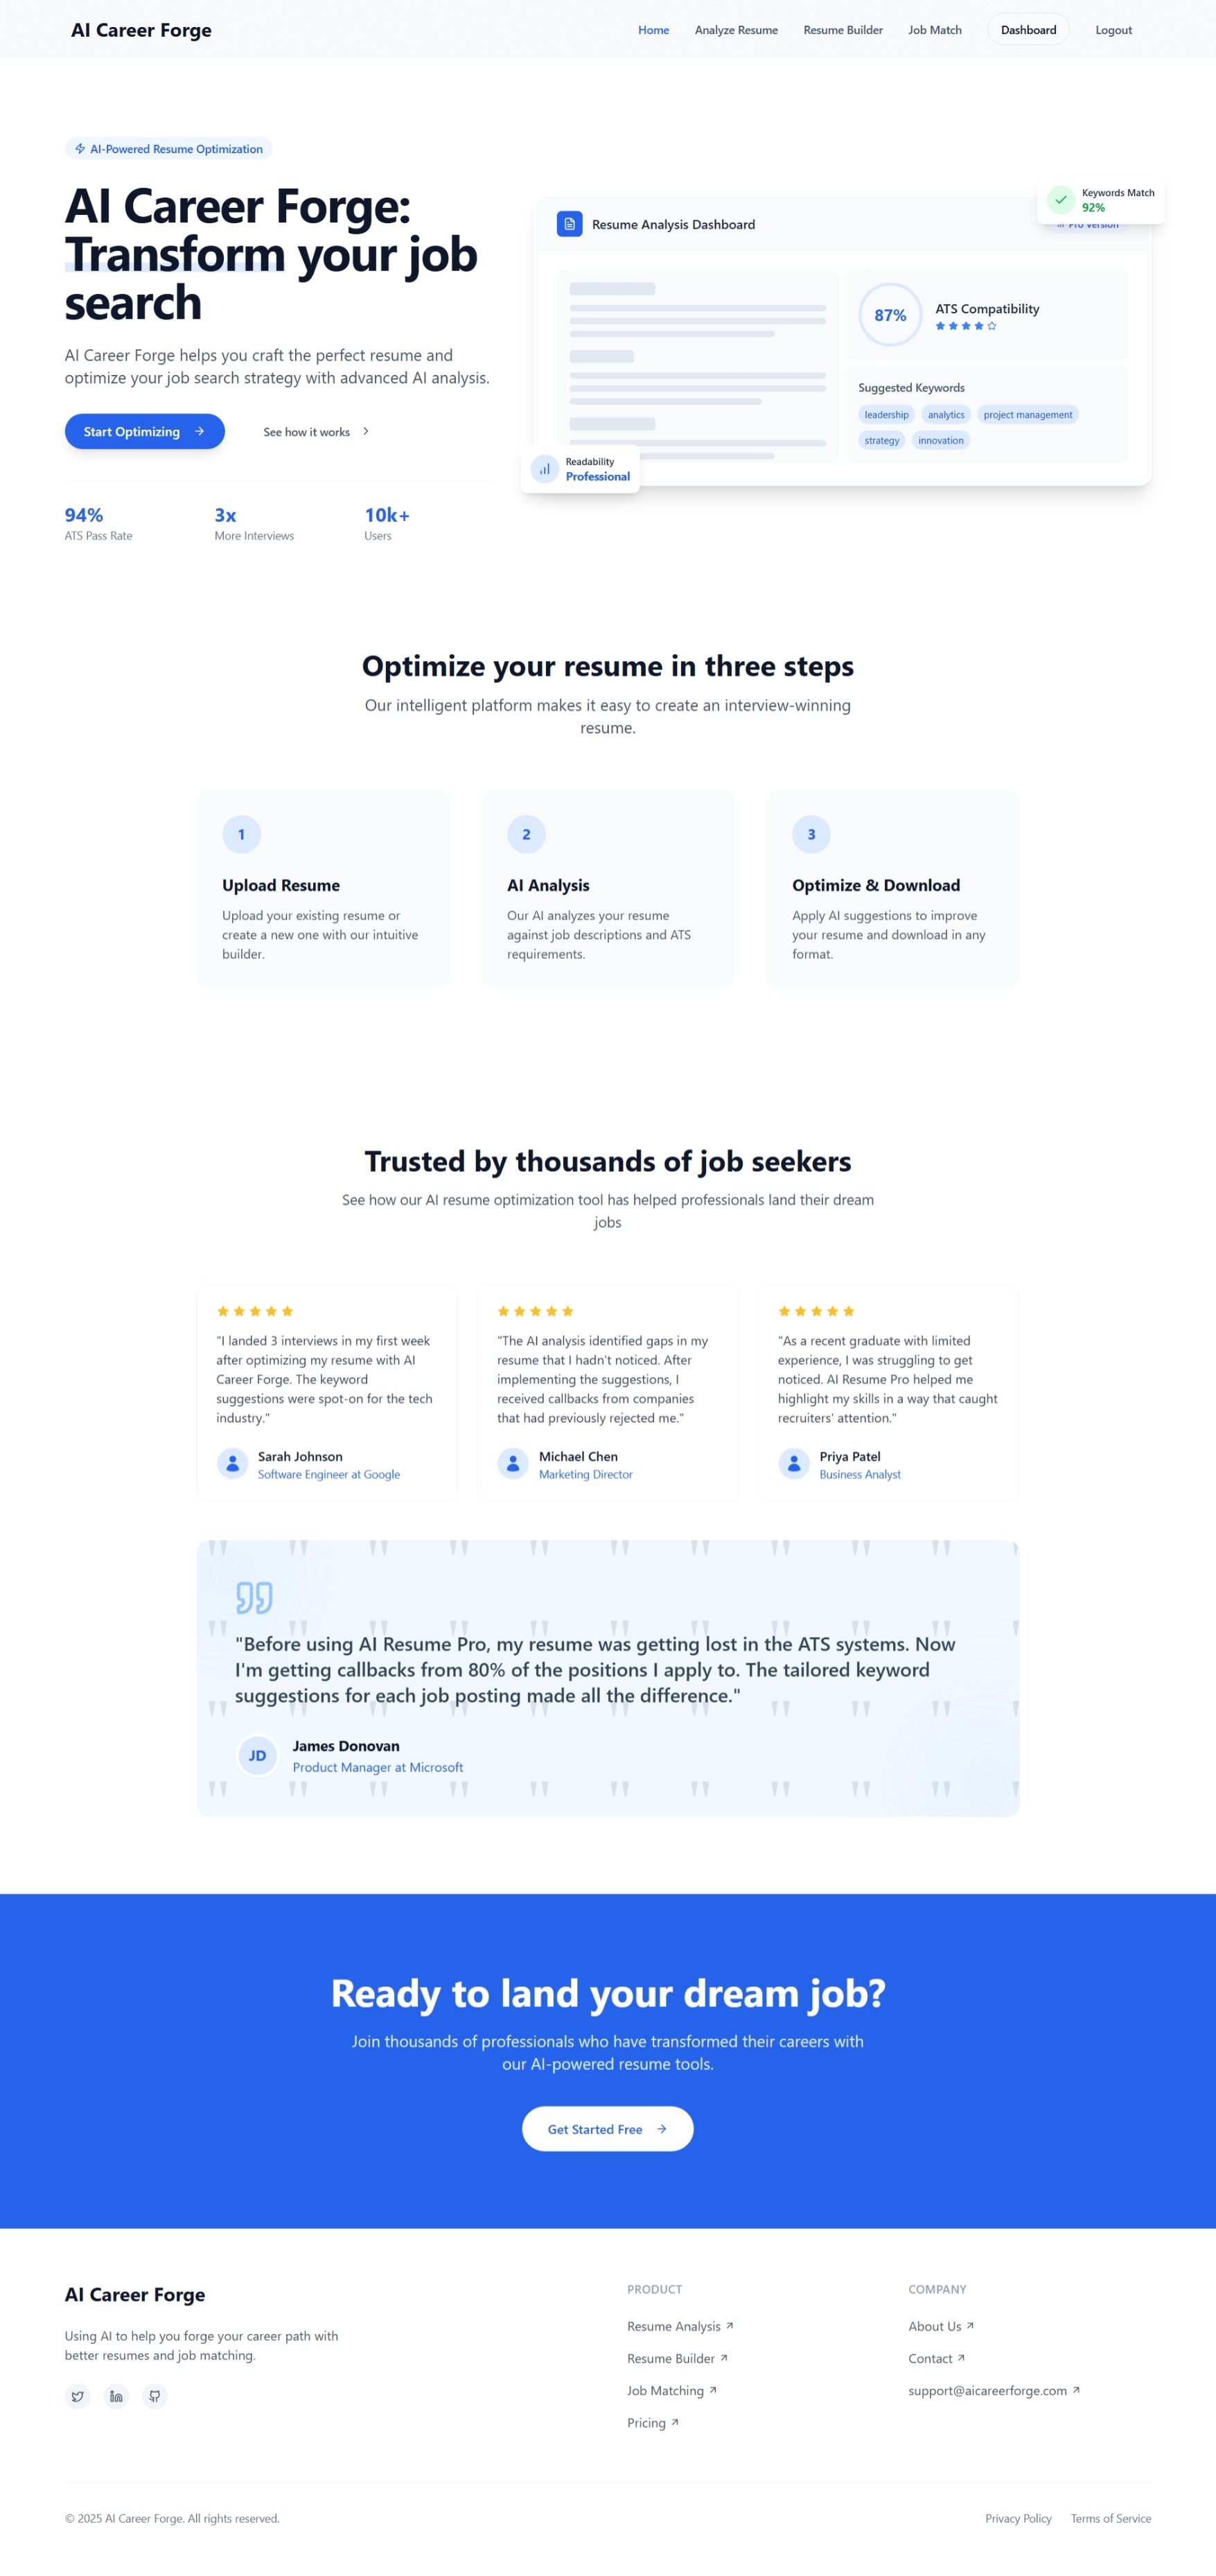 AI Career Forge
Home
Analyze Resume
Resume Builder
Job Match
Dashboard
Logout
AI-Powered Resume Optimization
AI Career Forge:
Transform your job
search
AI Career Forge helps you craft the perfect resume and
optimize your job search strategy with advanced AI analysis.
Start Optimizing
See how it works
94%
ATS Pass Rate
3x
More Interviews
10k+
Users
Keywords Match
92%
Resume Analysis Dashboard
Pro Version
87%
ATS Compatibility
Suggested Keywords
leadership
analytics
project management
strategy
innovation
Readability
Professional
Optimize your resume in three steps
Our intelligent platform makes it easy to create an interview-winning
resume.
1
Upload Resume
Upload your existing resume or
create a new one with our intuitive
builder.
2
AI Analysis
Our AI analyzes your resume
against job descriptions and ATS
requirements.
3
Optimize & Download
Apply AI suggestions to improve
your resume and download in any
format.
Trusted by thousands of job seekers
See how our AI resume optimization tool has helped professionals land their dream
jobs
"I landed 3 interviews in my first week
after optimizing my resume with AI
Career Forge. The keyword
suggestions were spot-on for the tech
industry."
Sarah Johnson
Software Engineer at Google
"The AI analysis identified gaps in my
resume that I hadn't noticed. After
implementing the suggestions, I
received callbacks from companies
that had previously rejected me."
Michael Chen
Marketing Director
"As a recent graduate with limited
experience, I was struggling to get
noticed. AI Resume Pro helped me
highlight my skills in a way that caught
recruiters' attention."
Priya Patel
Business Analyst
"Before using AI Resume Pro, my resume was getting lost in the ATS systems. Now
I'm getting callbacks from 80% of the positions I apply to. The tailored keyword
suggestions for each job posting made all the difference."
JD
James Donovan
Product Manager at Microsoft
Ready to land your dream job?
Join thousands of professionals who have transformed their careers with
our AI-powered resume tools.
Get Started Free
AI Career Forge
Using AI to help you forge your career path with
better resumes and job matching.
PRODUCT
Resume Analysis
Resume Builder
Job Matching
Pricing
COMPANY
About Us
Contact
support@aicareerforge.com
© 2025 AI Career Forge. All rights reserved.
Privacy Policy
Terms of Service